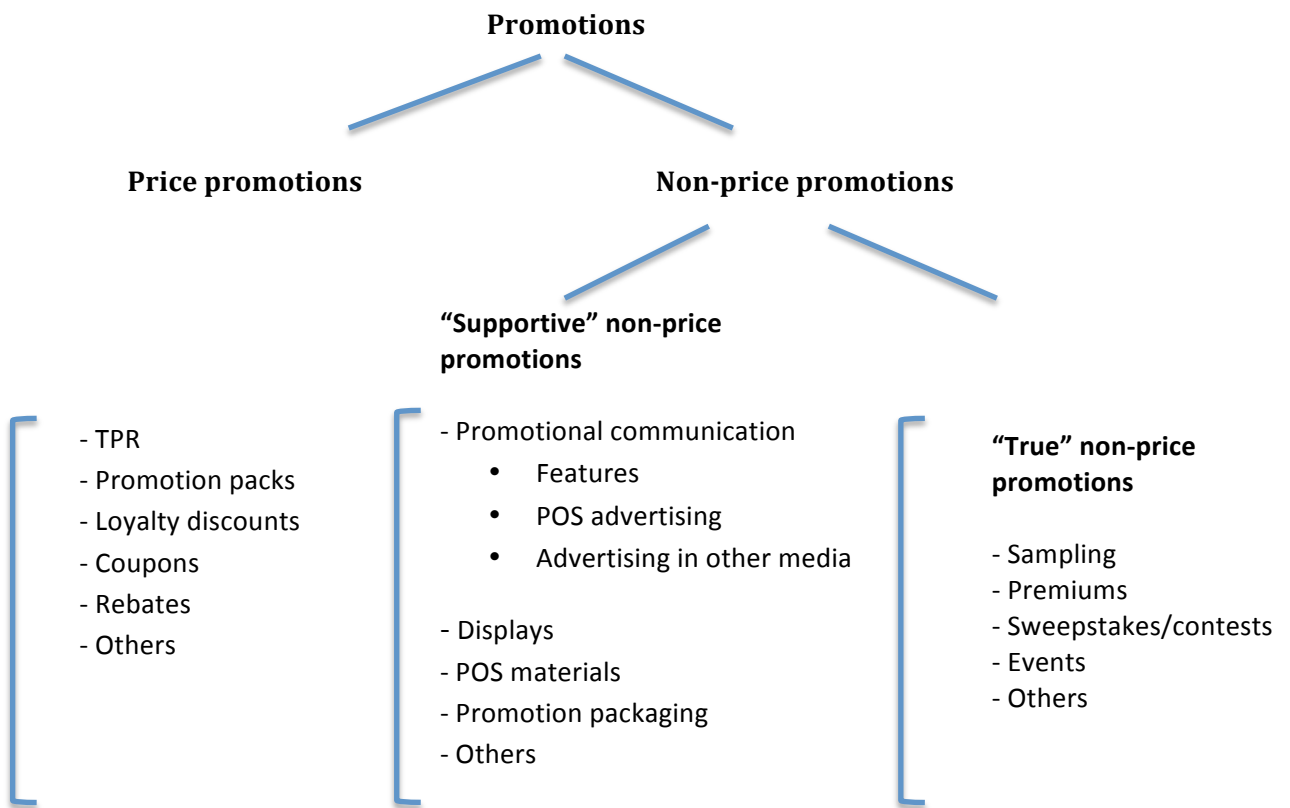 Promotions
Price promotions
Non-price promotions
“Supportive” non-price
promotions
- TPR
- Promotion packs
- Loyalty discounts
- Coupons
- Rebates
- Others
- Promotional communication
• Features
• POS advertising
• Advertising in other media
- Displays
- POS materials
- Promotion packaging
- Others
“True” non-price
promotions
- Sampling
- Premiums
- Sweepstakes/contests
- Events
- Others